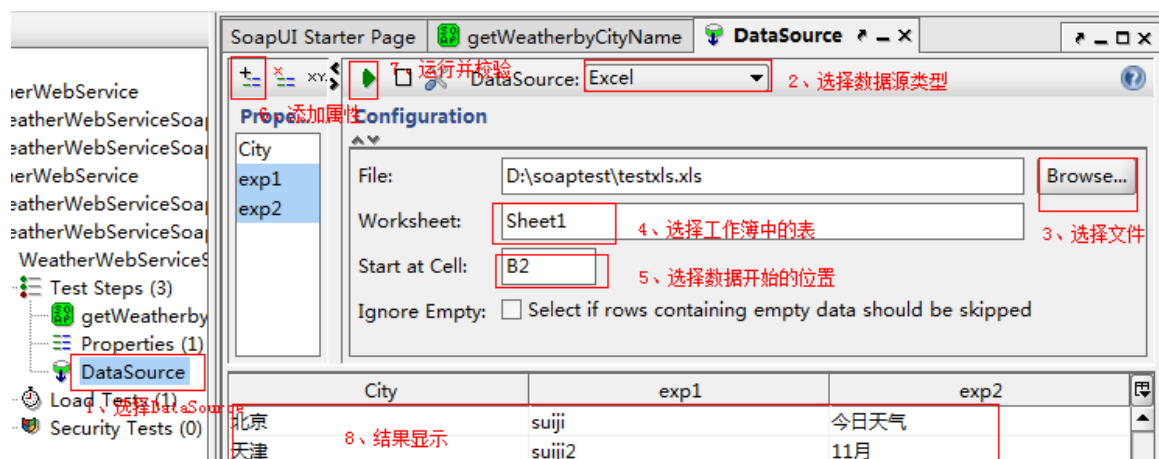 SoapUI Starter Page
getWeatherbyCityName
DataSource
erWebService
eatherWebServiceSoa
eatherWebServiceSoa
erWebService
eatherWebServiceSoa
eatherWebServiceSoa
WeatherWebServiceS
Test Steps (3)
getWeatherby
Properties (1)
DataSource
Load Tests (1)
1、选择DataSource
Security Tests (0)
XY.
7、运行并校验
DataSource:
Excel
2、选择数据源类型
6、添加属性
Configuration
City
exp1
exp2
File:
D:\soaptest\testxls.xls
Browse...
3、选择文件
Worksheet:
Sheet1
4、选择工作簿中的表
Start at Cell:
B2
5、选择数据开始的位置
Ignore Empty:
Select if rows containing empty data should be skipped
City exp1 exp2
北京 suiji 今日天气
天津 suiji2 11月
8、结果显示